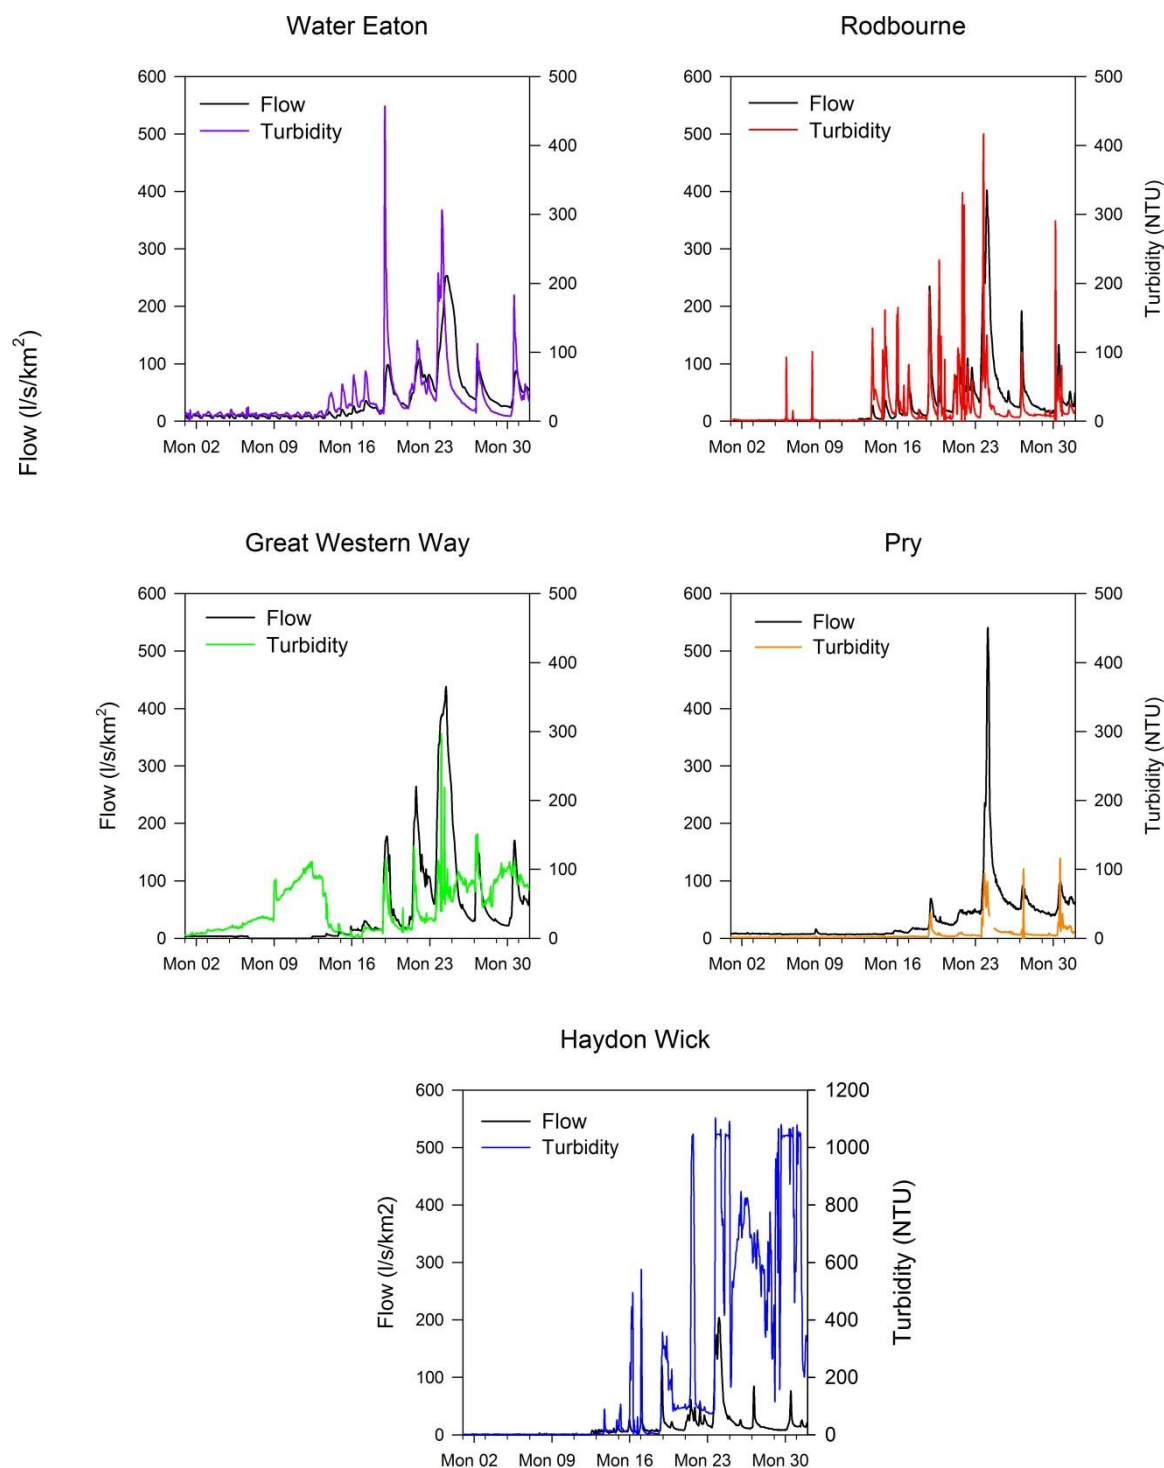 Water Eaton
600
500
400
300
200
100
0
500
400
300
200
100
0
Flow
Turbidity
Mon 02 Mon 09 Mon 16 Mon 23 Mon 30
Rodbourne
600
500
400
300
200
100
0
500
400
300
200
100
0
Flow
Turbidity
Turbidity (NTU)
Mon 02 Mon 09 Mon 16 Mon 23 Mon 30
Flow (l/s/km²)
Great Western Way
600
500
400
300
200
100
0
500
400
300
200
100
0
Flow
Turbidity
Flow (l/s/km²)
Mon 02 Mon 09 Mon 16 Mon 23 Mon 30
Pry
600
500
400
300
200
100
0
500
400
300
200
100
0
Flow
Turbidity
Turbidity (NTU)
Mon 02 Mon 09 Mon 16 Mon 23 Mon 30
Haydon Wick
600
500
400
300
200
100
0
1200
1000
800
600
400
200
0
Flow
Turbidity
Flow (l/s/km2)
Turbidity (NTU)
Mon 02 Mon 09 Mon 16 Mon 23 Mon 30